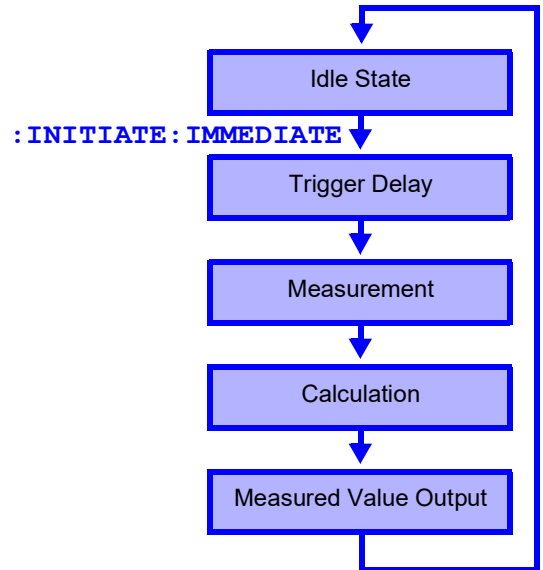 Idle State
:INITIATE:IMMEDIATE
Trigger Delay
Measurement
Calculation
Measured Value Output